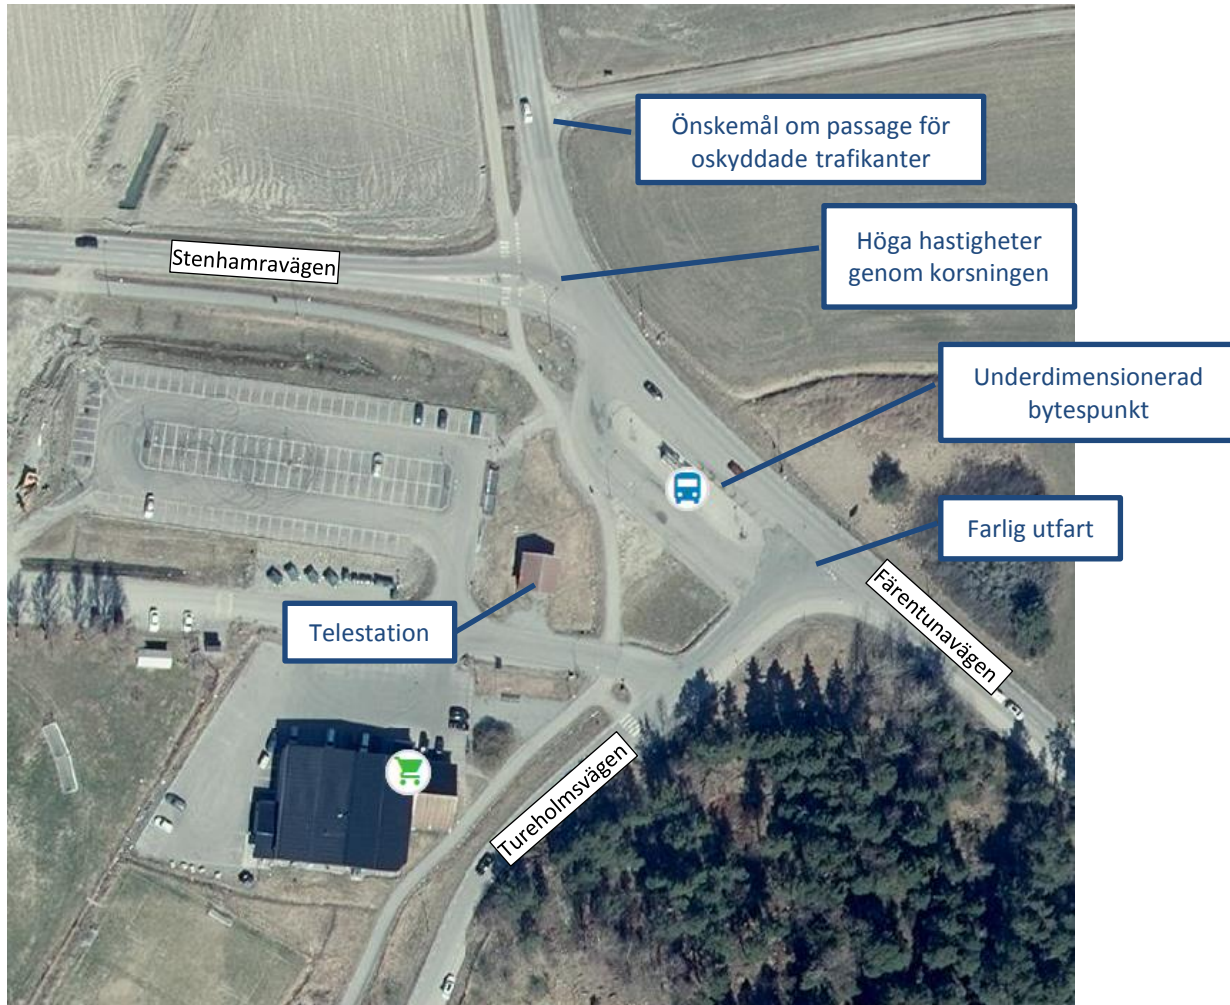 Önskemål om passage för
oskyddade trafikanter
Höga hastigheter
genom korsningen
Stenhamravägen
Underdimensionerad
bytespunkt
Farlig utfart
Färentunavägen
Telestation
Tureholmsvägen